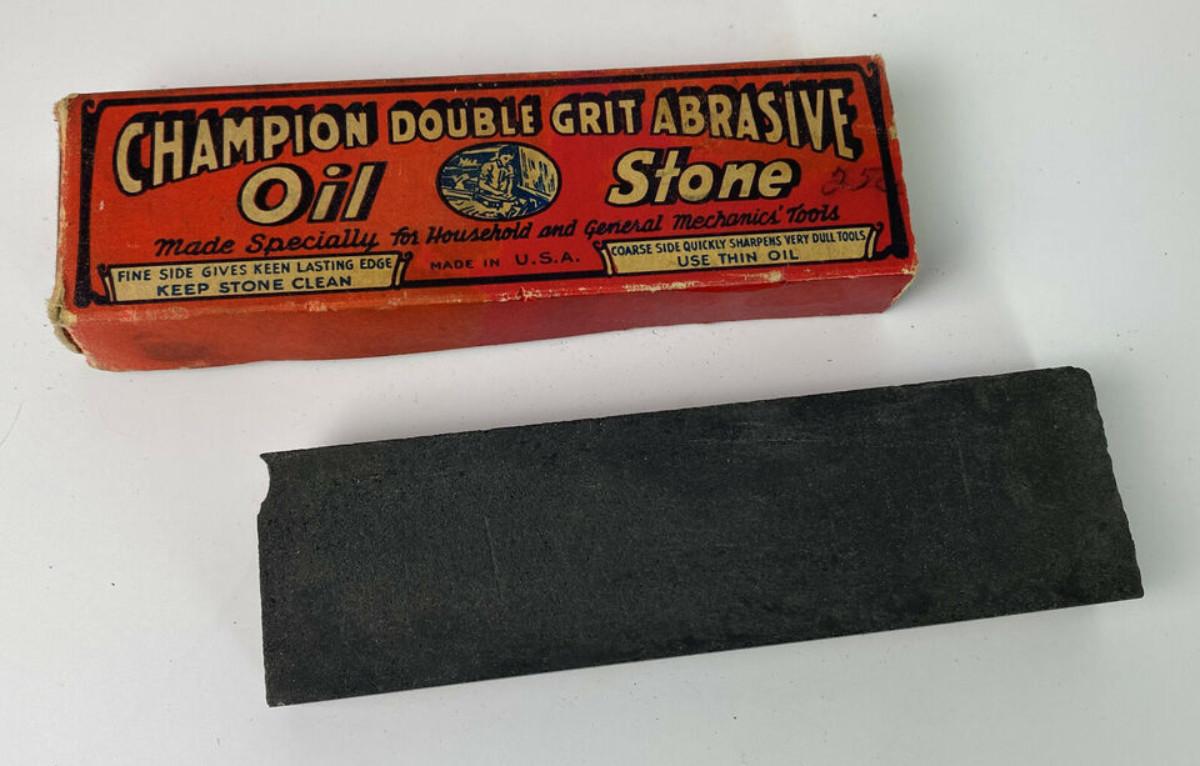 CHAMPION DOUBLE GRIT ABRASIVE
Oil Stone
Made Specially for Household and General Mechanics' Tools
FINE SIDE GIVES KEEN LASTING EDGE
KEEP STONE CLEAN
MADE IN U.S.A.
COARSE SIDE QUICKLY SHARPENS VERY DULL TOOLS
USE THIN OIL